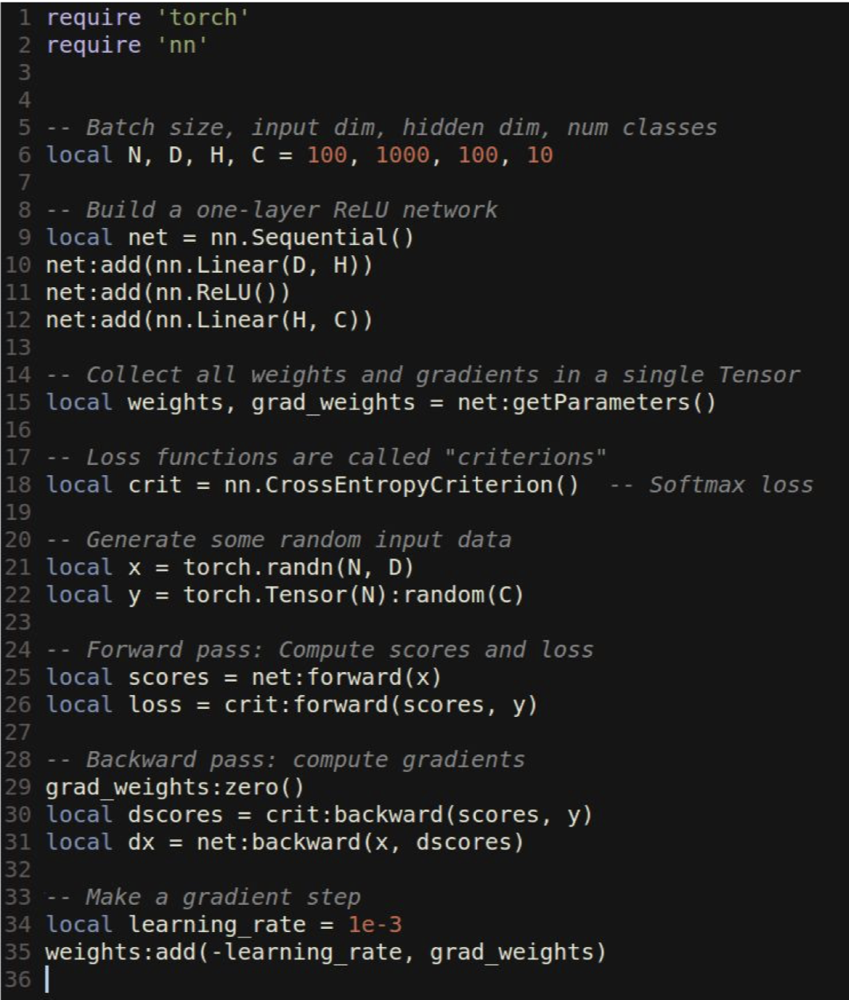 1 require 'torch'
2 require 'nn'
3
4
5 -- Batch size, input dim, hidden dim, num classes
6 local N, D, H, C = 100, 1000, 100, 10
7
8 -- Build a one-layer ReLU network
9 local net = nn.Sequential()
10 net:add(nn.Linear(D, H))
11 net:add(nn.ReLU())
12 net:add(nn.Linear(H, C))
13
14 -- Collect all weights and gradients in a single Tensor
15 local weights, grad_weights = net:getParameters()
16
17 -- Loss functions are called "criterions"
18 local crit = nn.CrossEntropyCriterion()  -- Softmax loss
19
20 -- Generate some random input data
21 local x = torch.randn(N, D)
22 local y = torch.Tensor(N):random(C)
23
24 -- Forward pass: Compute scores and loss
25 local scores = net:forward(x)
26 local loss = crit:forward(scores, y)
27
28 -- Backward pass: compute gradients
29 grad_weights:zero()
30 local dscores = crit:backward(scores, y)
31 local dx = net:backward(x, dscores)
32
33 -- Make a gradient step
34 local learning_rate = 1e-3
35 weights:add(-learning_rate, grad_weights)
36